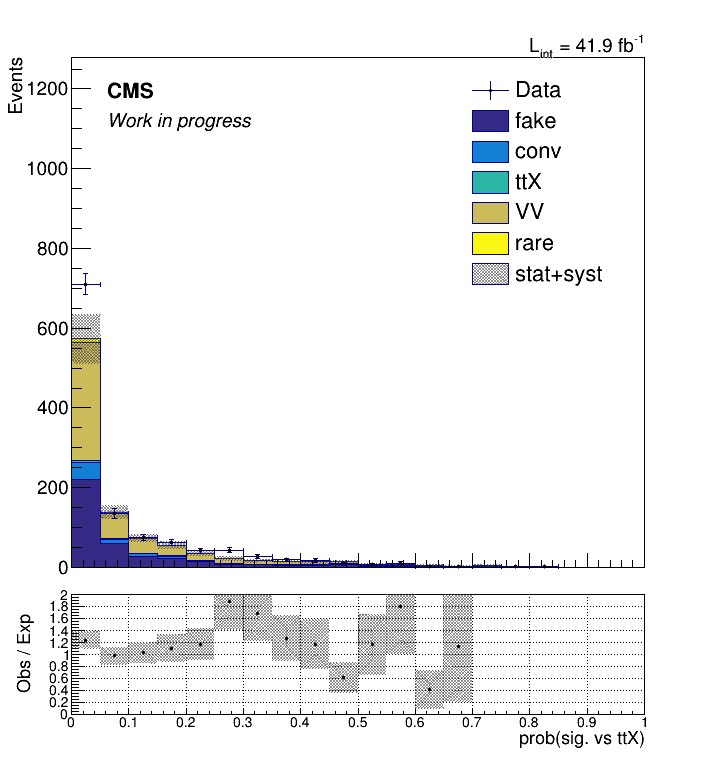 L_int = 41.9 fb^-1
Events
CMS
Work in progress
Data
fake
conv
ttX
VV
rare
stat+syst
1200
1000
800
600
400
200
0
Obs / Exp
2
1.8
1.6
1.4
1.2
1
0.8
0.6
0.4
0.2
0
0 0.1 0.2 0.3 0.4 0.5 0.6 0.7 0.8 0.9 1
prob(sig. vs ttX)